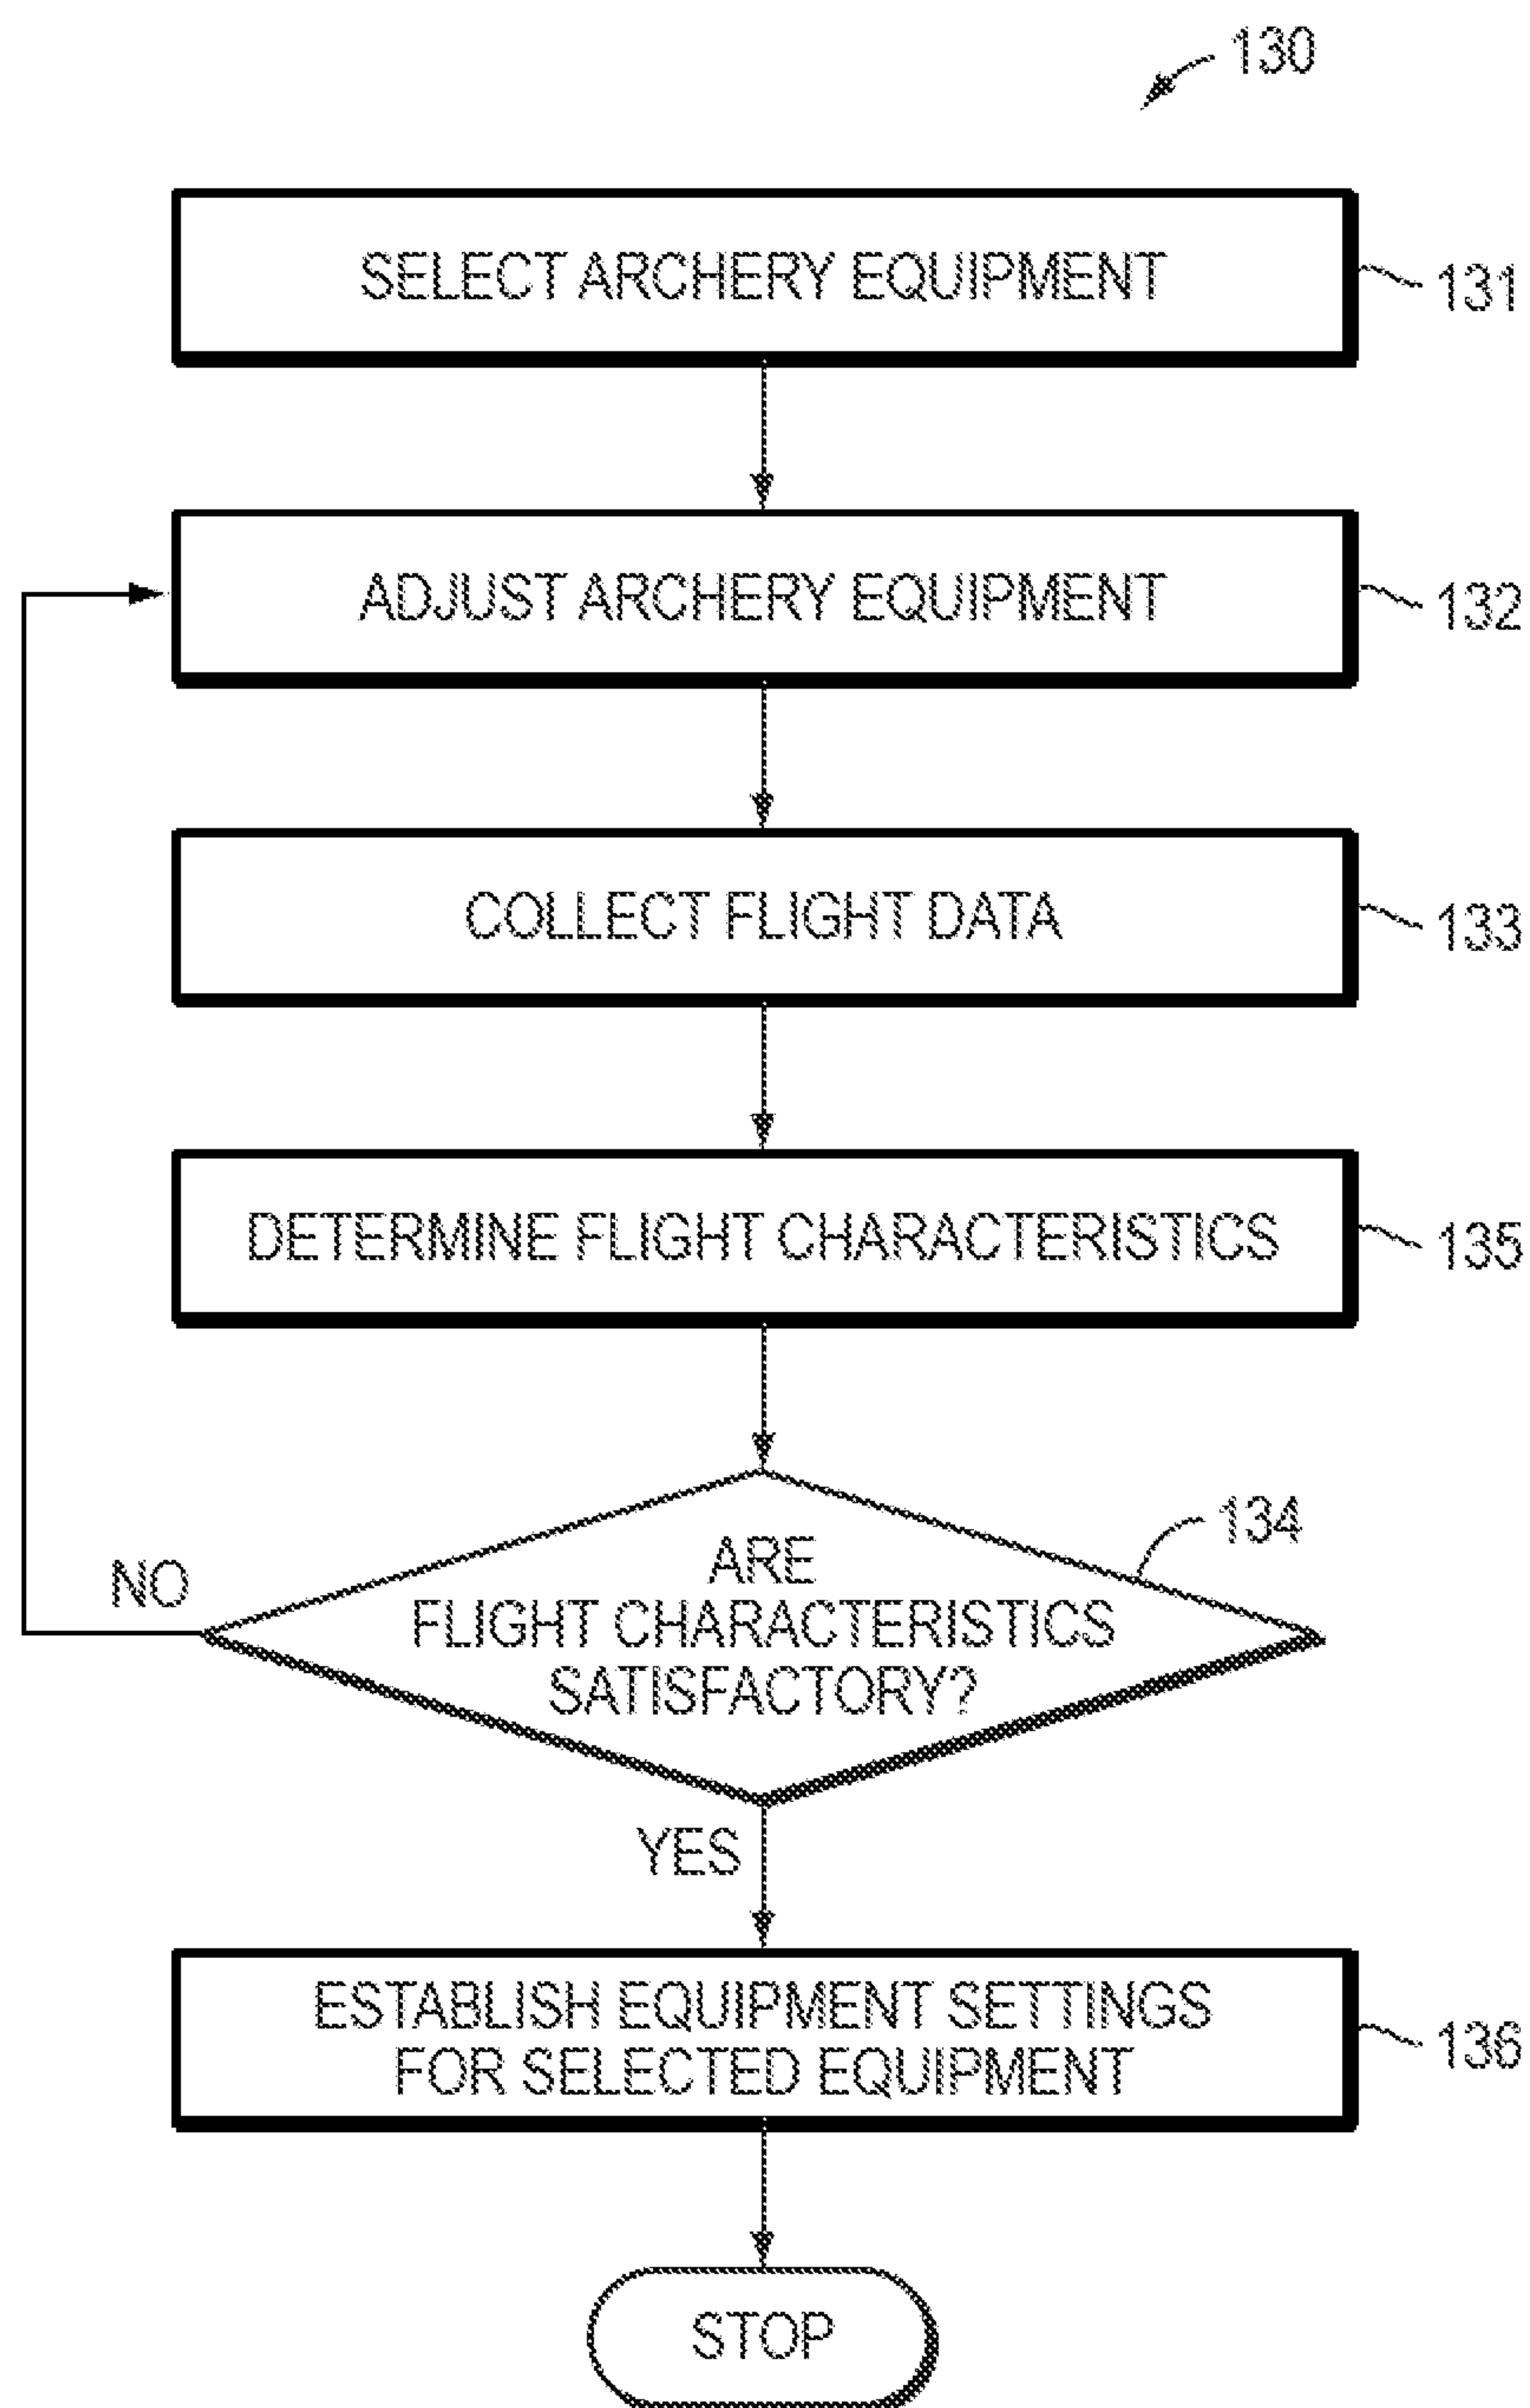 130
SELECT ARCHERY EQUIPMENT
131
ADJUST ARCHERY EQUIPMENT
132
COLLECT FLIGHT DATA
133
DETERMINE FLIGHT CHARACTERISTICS
135
134
ARE
FLIGHT CHARACTERISTICS
SATISFACTORY?
NO
YES
ESTABLISH EQUIPMENT SETTINGS
FOR SELECTED EQUIPMENT
136
STOP